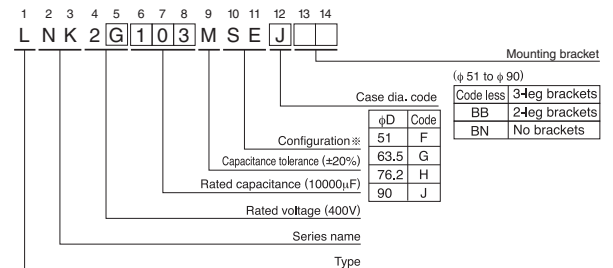 1 2 3 4 5 6 7 8 9 10 11 12 13 14
L N K 2 G 1 0 3 M S E J
Mounting bracket
(φ 51 to φ 90)
Code less 3-leg brackets
BB 2-leg brackets
BN No brackets
Case dia. code
φD Code
51 F
63.5 G
76.2 H
90 J
Configuration※
Capacitance tolerance (±20%)
Rated capacitance (10000µF)
Rated voltage (400V)
Series name
Type